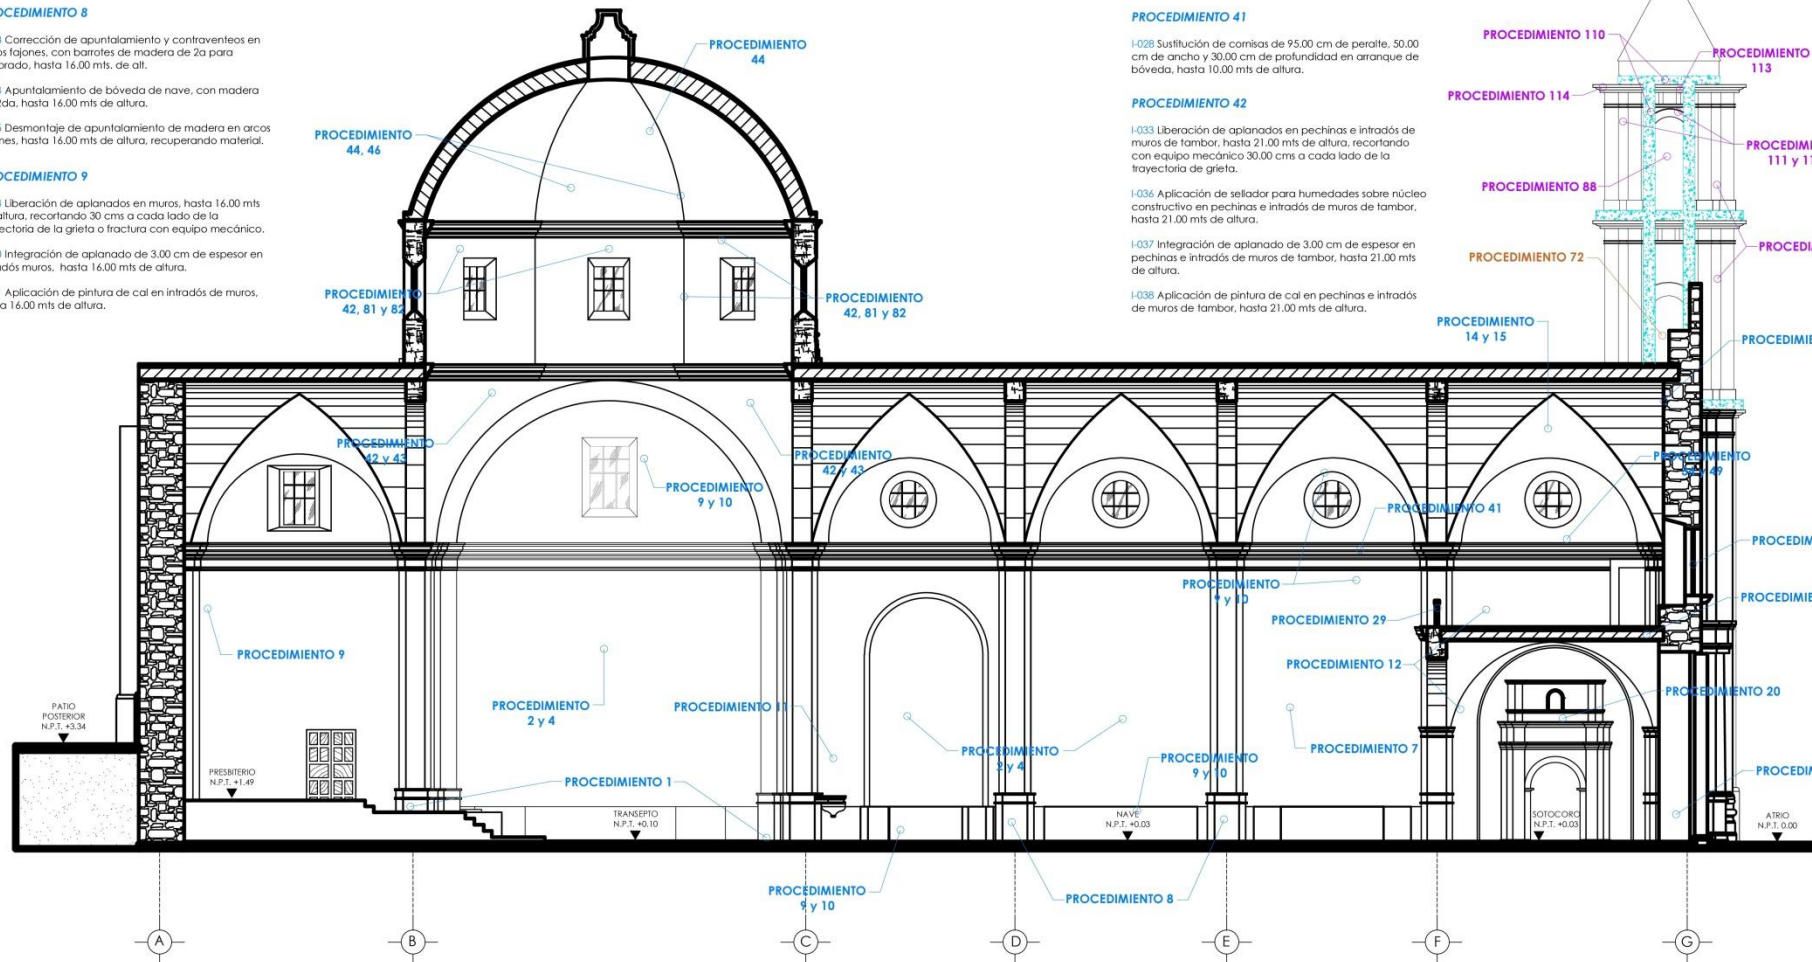 PROCEDIMIENTO 8
Corrección de apuntalamiento y contraventeos en
fajones, con barrotes de madera de 2a para
hasta 16.00 mts. de alt.
Apuntalamiento de bóveda de nave, con madera
hasta 16.00 mts de altura.
Desmontaje de apuntalamiento de madera en arcos
hasta 16.00 mts de altura, recuperando material.
PROCEDIMIENTO 9
Liberación de aplanados en muros, hasta 16.00 mts
altura, recortando 30 cms a cada lado de la
trayectoria de la grieta o fractura con equipo mecánico.
Integración de aplanado de 3.00 cm de espesor en
muros, hasta 16.00 mts de altura.
Aplicación de pintura de cal en intradós de muros,
16.00 mts de altura.
PROCEDIMIENTO 41
I-028 Sustitución de cornisas de 95.00 cm de peralte, 50.00
cm de ancho y 30.00 cm de profundidad en arranque de
bóveda, hasta 10.00 mts de altura.
PROCEDIMIENTO 42
I-033 Liberación de aplanados en pechinas e intradós de
muros de tambor, hasta 21.00 mts de altura, recortando
con equipo mecánico 30.00 cms a cada lado de la
trayectoria de grieta.
I-036 Aplicación de sellador para humedades sobre núcleo
constructivo en pechinas e intradós de muros de tambor,
hasta 21.00 mts de altura.
I-037 Integración de aplanado de 3.00 cm de espesor en
pechinas e intradós de muros de tambor, hasta 21.00 mts
de altura.
I-038 Aplicación de pintura de cal en pechinas e intradós
de muros de tambor, hasta 21.00 mts de altura.
PROCEDIMIENTO
44
PROCEDIMIENTO
44, 46
PROCEDIMIENTO
42, 81 y 82
PROCEDIMIENTO
42, 81 y 82
PROCEDIMIENTO 110
PROCEDIMIENTO
113
PROCEDIMIENTO 114
111 y
PROCEDIMIENTO 88
PROCEDIMIENTO 72
PROCEDIMIENTO
14 y 15
PROCEDIMIENTO
42 y 43
PROCEDIMIENTO
42 y 43
PROCEDIMIENTO
9 y 10
PROCEDIMIENTO
y 49
PROCEDIMIENTO 41
PROCEDIMIENTO
9 y 10
PROCEDIMIENTO 29
PROCEDIMIENTO 12
PROCEDIMIENTO 9
PROCEDIMIENTO
2 y 4
PROCEDIMIENTO 11
PROCEDIMIENTO
2 y 4
PROCEDIMIENTO 7
PROCEDIMIENTO 20
PROCEDIMIENTO
9 y 10
PROCEDIMIENTO 1
PATIO
POSTERIOR
N.P.T. +3.34
PRESBITERIO
N.P.T. +1.49
TRANSEPTO
N.P.T. +0.10
NAVE
N.P.T. +0.03
SOTOCORO
N.P.T. +0.03
ATRIO
N.P.T. 0.00
PROCEDIMIENTO
9 y 10
PROCEDIMIENTO 8
A
B
C
D
E
F
G